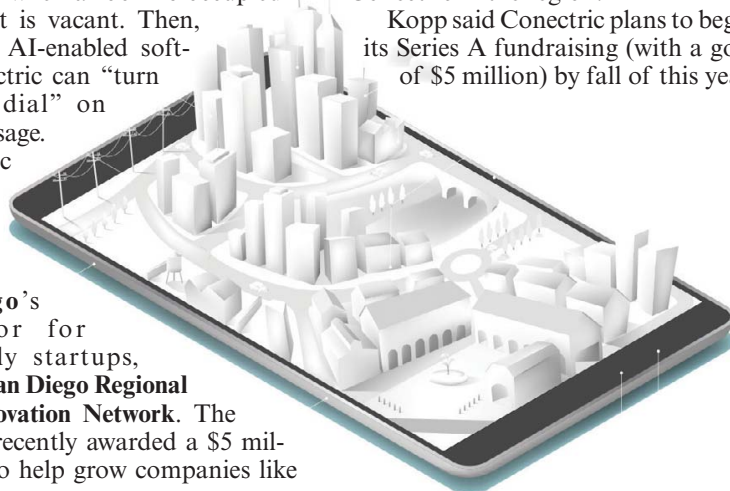 t is vacant. Then,
AI-enabled soft-
ctric can “turn
dial” on
sage.
c
go’s
or for
ly startups,
an Diego Regional
ovation Network. The
recently awarded a $5 mil-
o help grow companies like
Kopp said Conectric plans to beg
its Series A fundraising (with a go
of $5 million) by fall of this ye